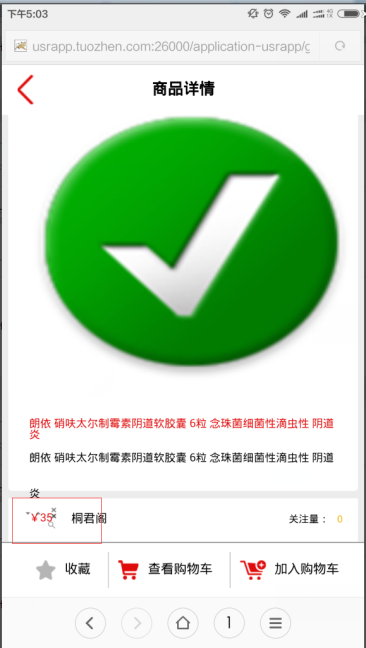 下午5:03
usrapp.tuozhen.com:26000/application-usrapp/g
商品详情
朗依 硝呋太尔制霉素阴道软胶囊 6粒 念珠菌细菌性滴虫性 阴道
炎
朗依 硝呋太尔制霉素阴道软胶囊 6粒 念珠菌细菌性滴虫性 阴道
炎
￥35 桐君阁 关注量： 0
收藏 查看购物车 加入购物车
1